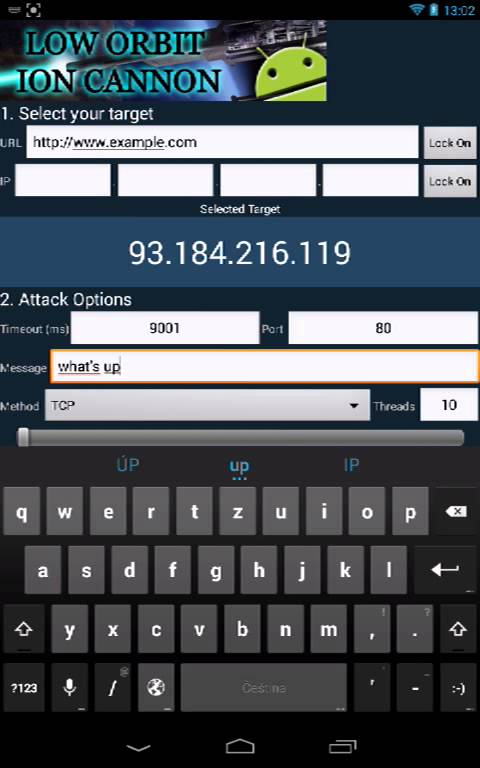 13:02
LOW ORBIT
ION CANNON
1. Select your target
URL http://www.example.com Lock On
IP . . . Lock On
Selected Target
93.184.216.119
2. Attack Options
Timeout (ms) 9001 Port 80
Message what's up
Method TCP Threads 10
ÚP up IP
q w e r t z u i o p
a s d f g h j k l
y x c v b n m , ! . ?
?123 / @ Čeština ' - _ :-)